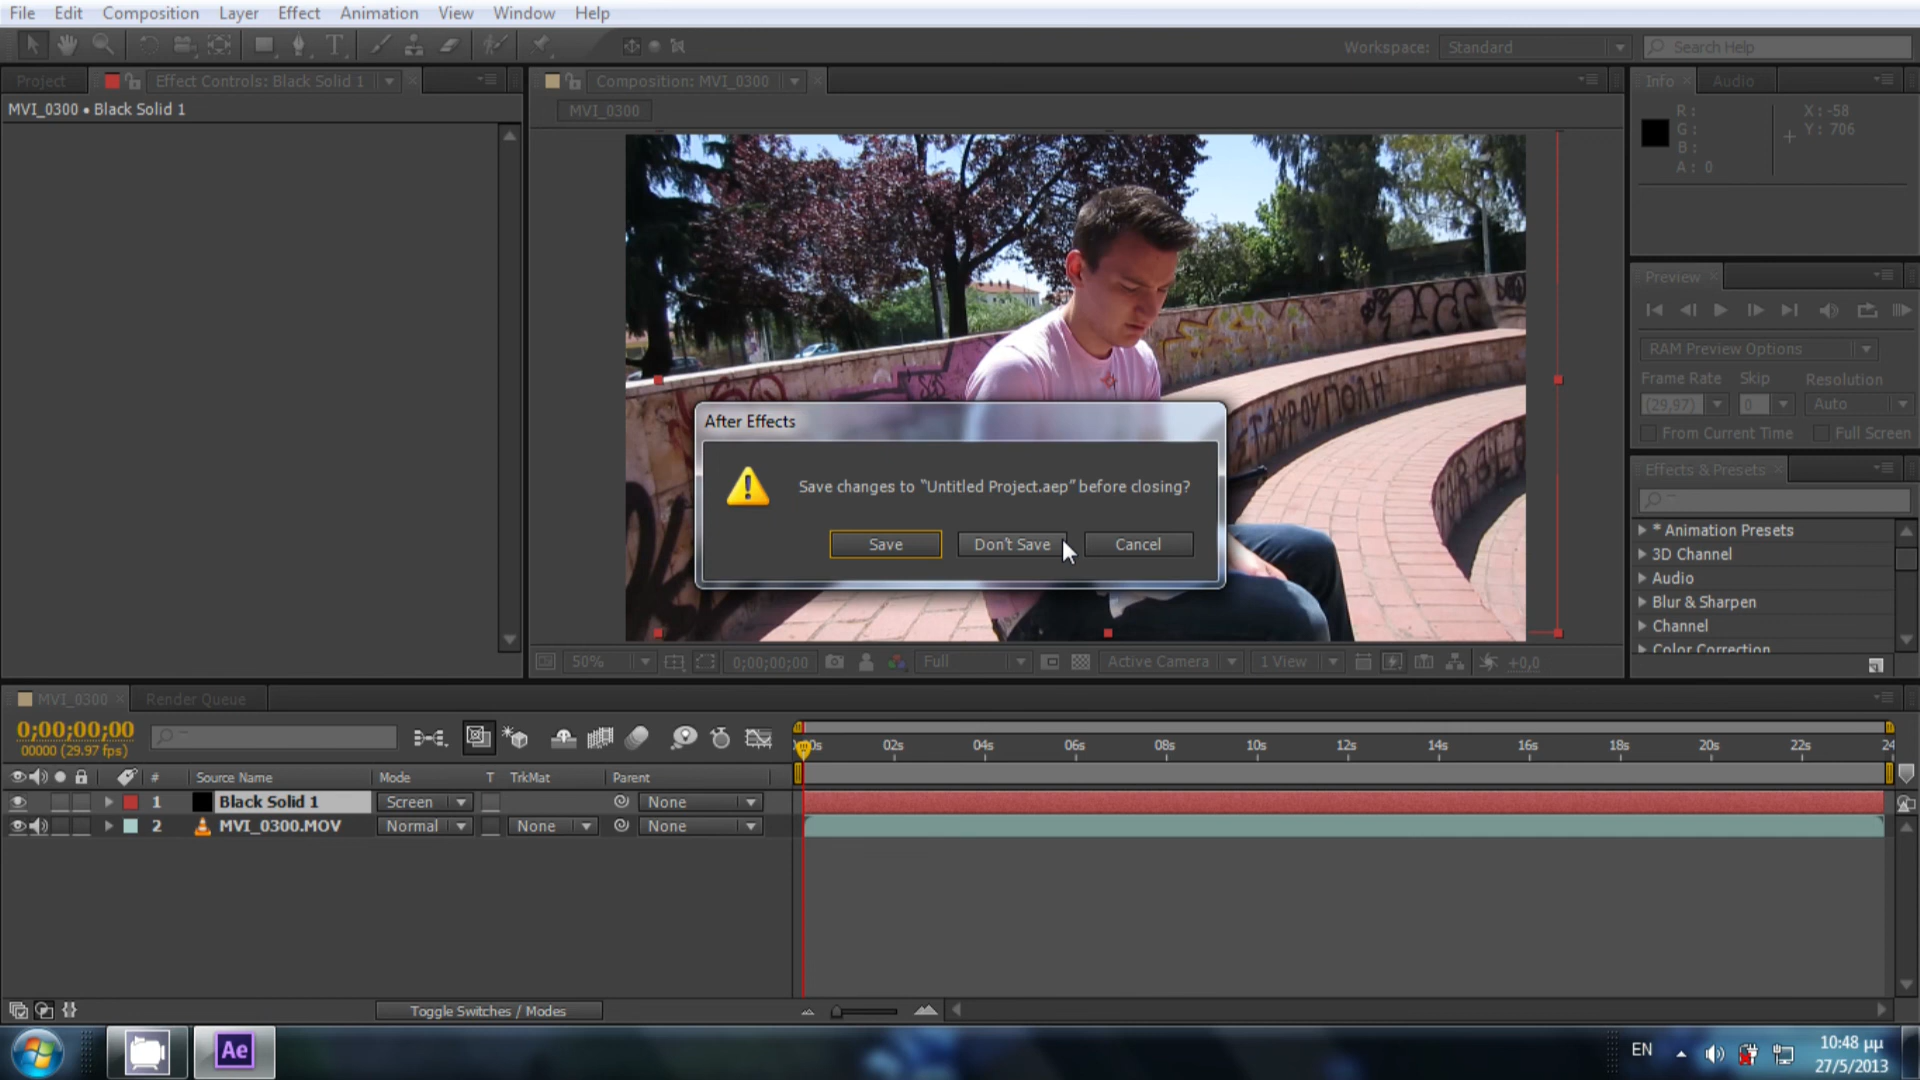 File Edit Composition Layer Effect Animation View Window Help
Workspace: Standard Search Help
Project Effect Controls: Black Solid 1
Composition: MVI_0300
Info Audio
MVI_0300 • Black Solid 1
MVI_0300
R :
G :
B :
A : 0
X : -58
Y : 706
Preview
RAM Preview Options
Frame Rate Skip Resolution
(29,97) 0 Auto
From Current Time Full Screen
ΣΤΑΥΡΟΥΠΟΛΗ
After Effects
Save changes to “Untitled Project.aep” before closing?
Save Don't Save Cancel
Effects & Presets
* Animation Presets
3D Channel
Audio
Blur & Sharpen
Channel
Color Correction
50% 0;00;00;00 Full Active Camera 1 View +0,0
MVI_0300 Render Queue
0;00;00;00
00000 (29.97 fps)
00s 02s 04s 06s 08s 10s 12s 14s 16s 18s 20s 22s 24
# Source Name Mode T TrkMat Parent
1 Black Solid 1 Screen None
2 MVI_0300.MOV Normal None None
Toggle Switches / Modes
Ae
EN
10:48 μμ
27/5/2013